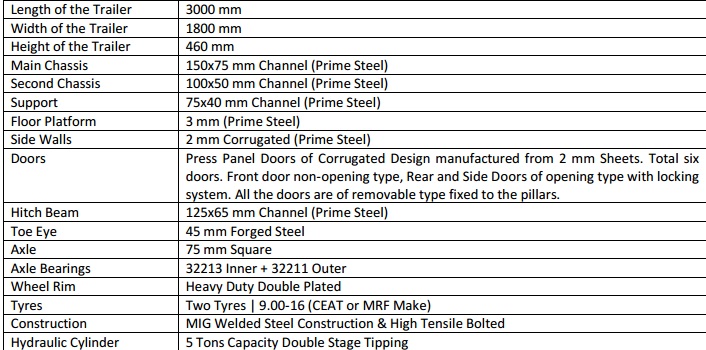 Length of the Trailer 3000 mm
Width of the Trailer 1800 mm
Height of the Trailer 460 mm
Main Chassis 150x75 mm Channel (Prime Steel)
Second Chassis 100x50 mm Channel (Prime Steel)
Support 75x40 mm Channel (Prime Steel)
Floor Platform 3 mm (Prime Steel)
Side Walls 2 mm Corrugated (Prime Steel)
Doors Press Panel Doors of Corrugated Design manufactured from 2 mm Sheets. Total six
doors. Front door non-opening type, Rear and Side Doors of opening type with locking
system. All the doors are of removable type fixed to the pillars.
Hitch Beam 125x65 mm Channel (Prime Steel)
Toe Eye 45 mm Forged Steel
Axle 75 mm Square
Axle Bearings 32213 Inner + 32211 Outer
Wheel Rim Heavy Duty Double Plated
Tyres Two Tyres | 9.00-16 (CEAT or MRF Make)
Construction MIG Welded Steel Construction & High Tensile Bolted
Hydraulic Cylinder 5 Tons Capacity Double Stage Tipping